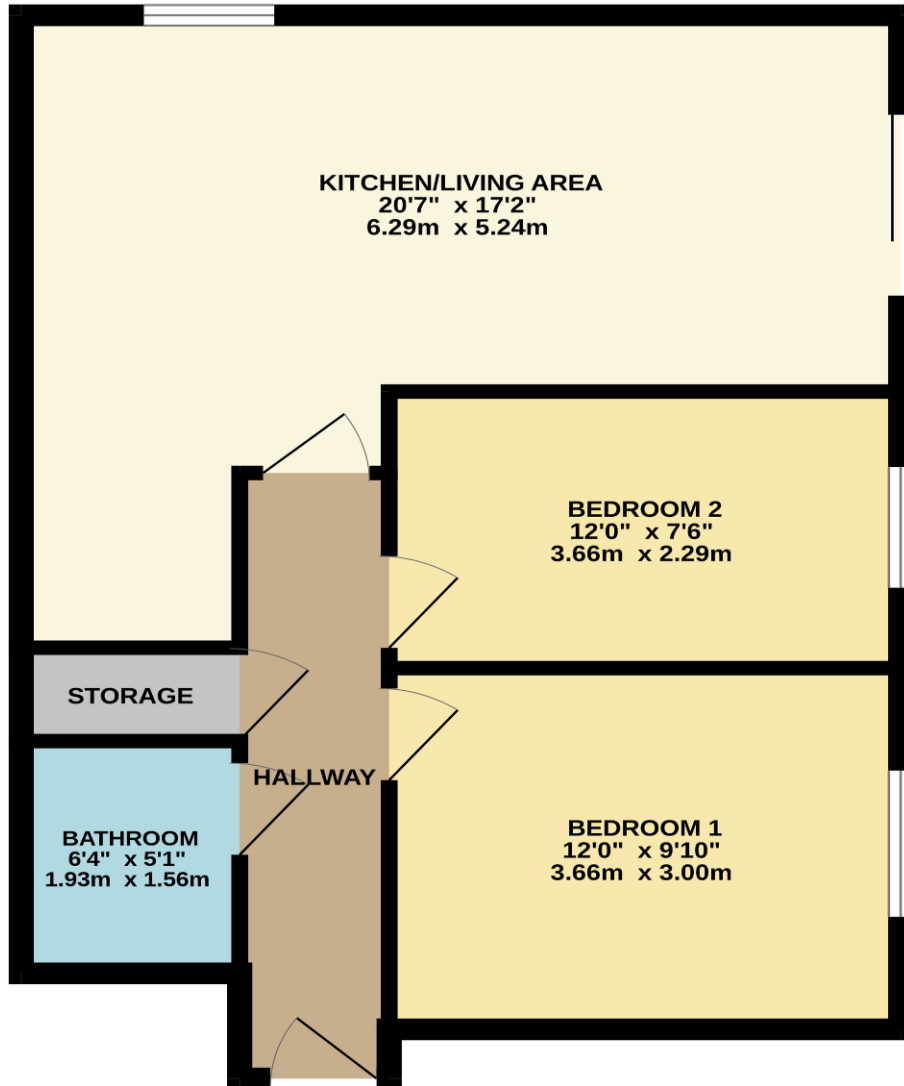 KITCHEN/LIVING AREA
20'7" x 17'2"
6.29m x 5.24m
BEDROOM 2
12'0" x 7'6"
3.66m x 2.29m
STORAGE
HALLWAY
BATHROOM
6'4" x 5'1"
1.93m x 1.56m
BEDROOM 1
12'0" x 9'10"
3.66m x 3.00m